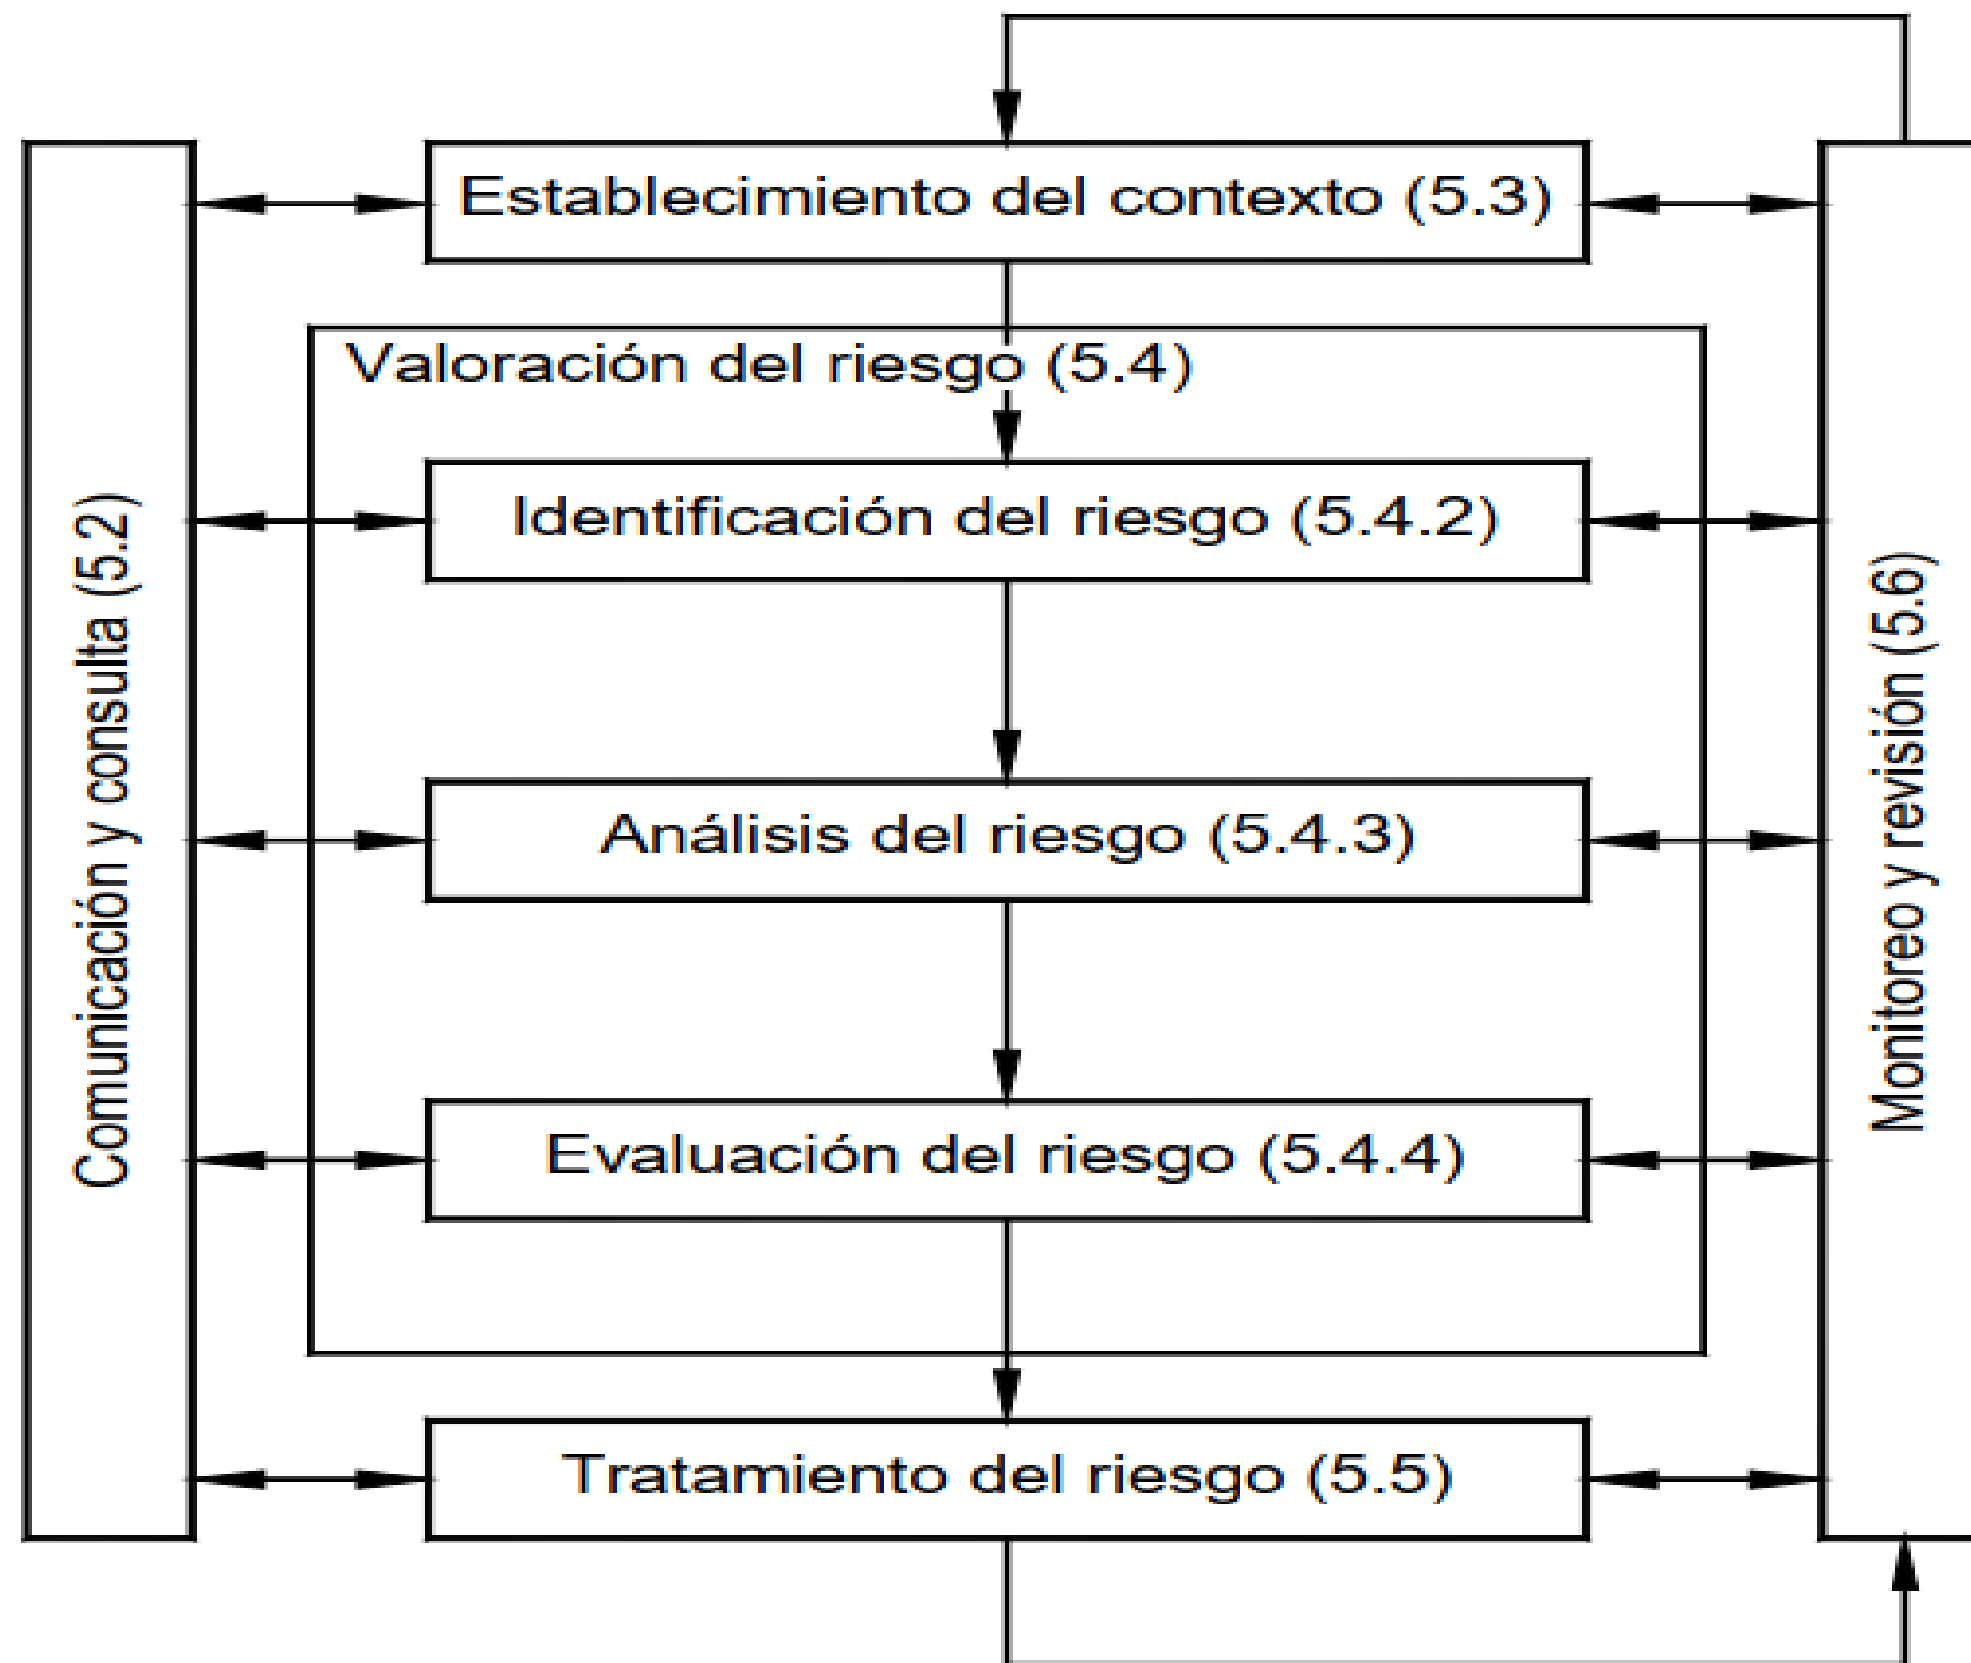 Establecimiento del contexto (5.3)
Valoración del riesgo (5.4)
Identificación del riesgo (5.4.2)
Análisis del riesgo (5.4.3)
Evaluación del riesgo (5.4.4)
Tratamiento del riesgo (5.5)
Comunicación y consulta (5.2)
Monitoreo y revisión (5.6)